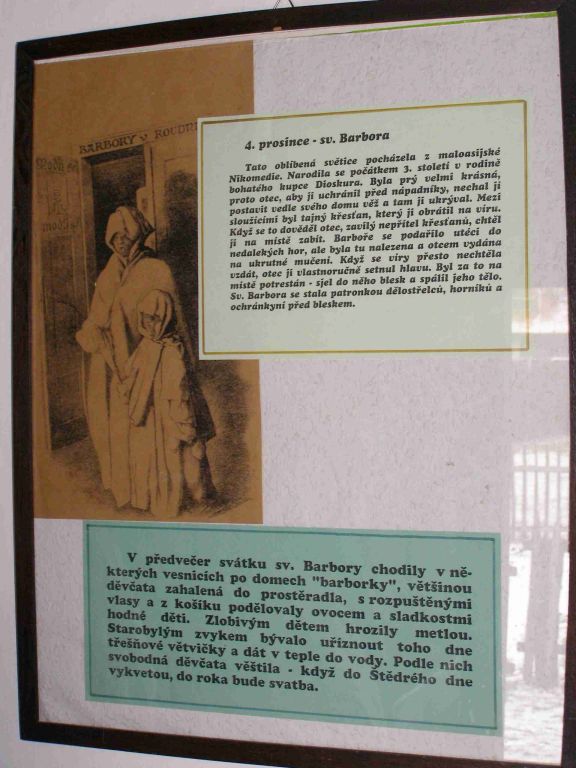 BARBORY V ROUDNI
4. prosince - sv. Barbora
Tato oblíbená světice pocházela z maloasijské
Nikomedie. Narodila se počátkem 3. století v rodině
bohatého kupce Dioskura. Byla prý velmi krásná,
proto otec, aby ji uchránil před nápadníky, nechal jí
postavit vedle svého domu věž a tam ji ukrýval. Mezi
sloužícími byl tajný křesťan, který ji obrátil na víru.
Když se to dověděl otec, zavilý nepřítel křesťanů, chtěl
ji na místě zabít. Barboře se podařilo utéci do
nedalekých hor, ale byla tu nalezena a otcem vydána
na ukrutné mučení. Když se víry přesto nechtěla
vzdát, otec jí vlastnoručně setnul hlavu. Byl za to na
místě potrestán - sjel do něho blesk a spálil jeho tělo.
Sv. Barbora se stala patronkou dělostřelců, horníků a
ochránkyní před bleskem.
V předvečer svátku sv. Barbory chodily v ně-
kterých vesnicích po domech "barborky", většinou
děvčata zahalená do prostěradla, s rozpuštěnými
vlasy a z košíku podělovaly ovocem a sladkostmi
hodné děti. Zlobivým dětem hrozily metlou.
Starobylým zvykem bývalo uříznout toho dne
třešňové větvičky a dát v teple do vody. Podle nich
svobodná děvčata věštila - když do Štědrého dne
vykvetou, do roka bude svatba.